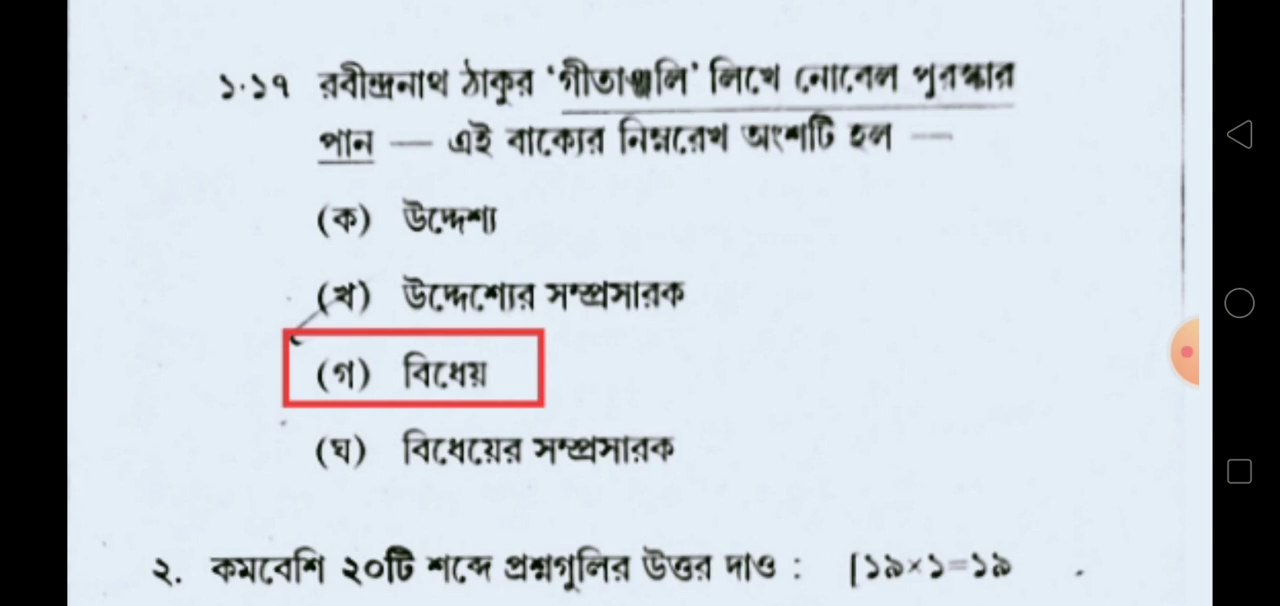 ১.১৭ রবীন্দ্রনাথ ঠাকুর ‘গীতাঞ্জলি’ লিখে নোবেল পুরস্কার
পান — এই বাক্যের নিম্নরেখ অংশটি হল —
(ক) উদ্দেশ্য
(খ) উদ্দেশ্যের সম্প্রসারক
(গ) বিধেয়
(ঘ) বিধেয়ের সম্প্রসারক
২. কমবেশি ২০টি শব্দে প্রশ্নগুলির উত্তর দাও : [১৯×১=১৯